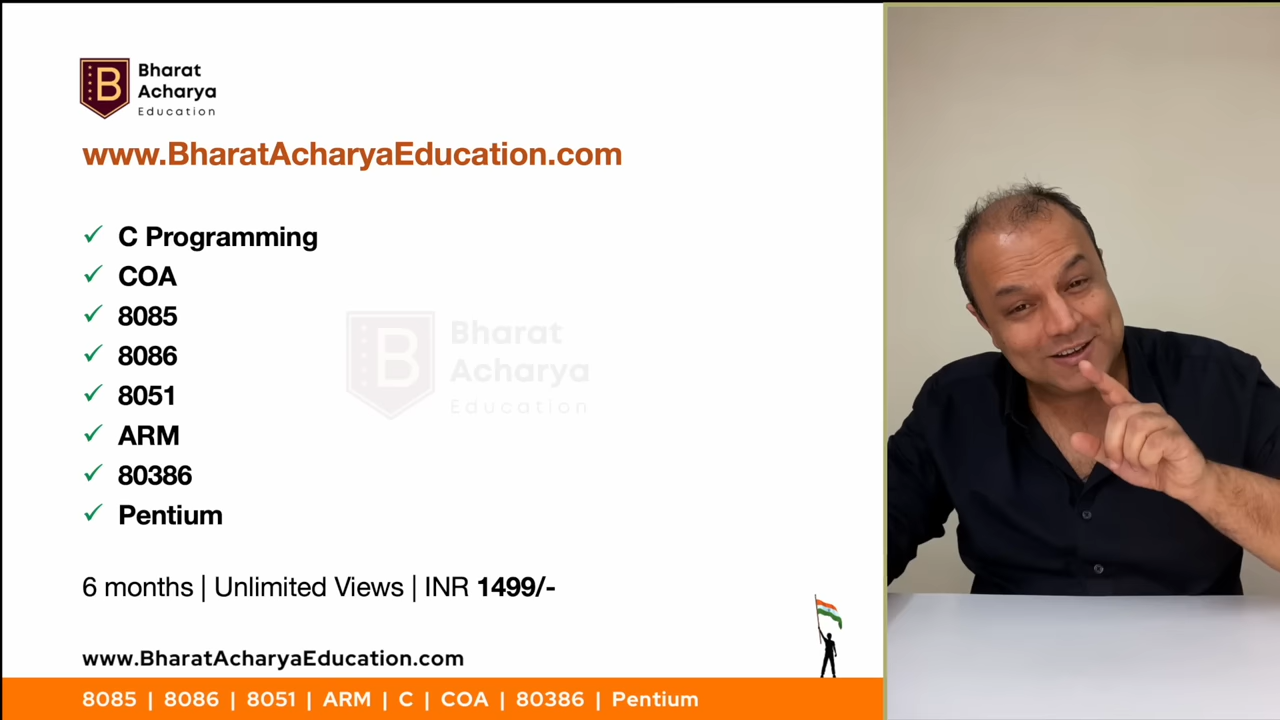 Bharat
Acharya
Education
www.BharatAcharyaEducation.com
✓ C Programming
✓ COA
✓ 8085
✓ 8086
✓ 8051
✓ ARM
✓ 80386
✓ Pentium
Bharat
Acharya
Education
6 months | Unlimited Views | INR 1499/-
www.BharatAcharyaEducation.com
8085 | 8086 | 8051 | ARM | C | COA | 80386 | Pentium